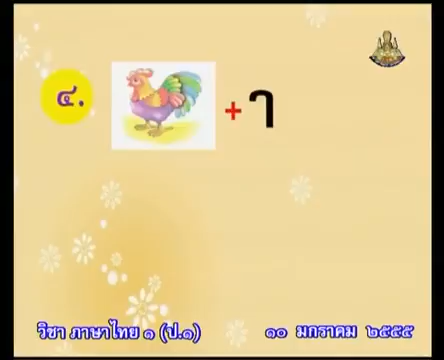 ๔. + า
วิชา ภาษาไทย ๑ (ป.๑) ๑๐ มกราคม ๒๕๕๕